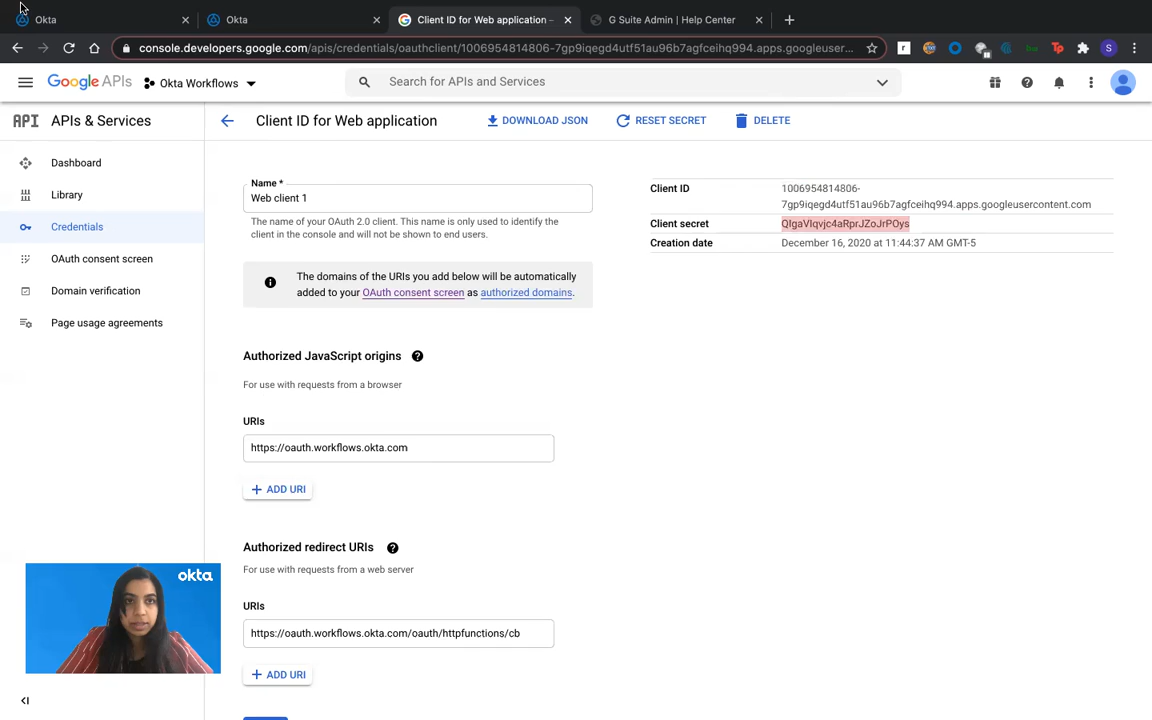 Okta
Okta
Client ID for Web application –
G Suite Admin | Help Center
console.developers.google.com/apis/credentials/oauthclient/1006954814806-7gp9iqegd4utf51au96b7agfceihq994.apps.googleuser...
S
Google APIs
Okta Workflows
Search for APIs and Services
API APIs & Services
Client ID for Web application
DOWNLOAD JSON
RESET SECRET
DELETE
Dashboard
Library
Credentials
OAuth consent screen
Domain verification
Page usage agreements
Name *
Web client 1
The name of your OAuth 2.0 client. This name is only used to identify the
client in the console and will not be shown to end users.
The domains of the URIs you add below will be automatically
added to your OAuth consent screen as authorized domains.
Authorized JavaScript origins
For use with requests from a browser
URIs
https://oauth.workflows.okta.com
ADD URI
Authorized redirect URIs
For use with requests from a web server
URIs
https://oauth.workflows.okta.com/oauth/httpfunctions/cb
ADD URI
Client ID
1006954814806-
7gp9iqegd4utf51au96b7agfceihq994.apps.googleusercontent.com
Client secret
Creation date
December 16, 2020 at 11:44:37 AM GMT-5
okta